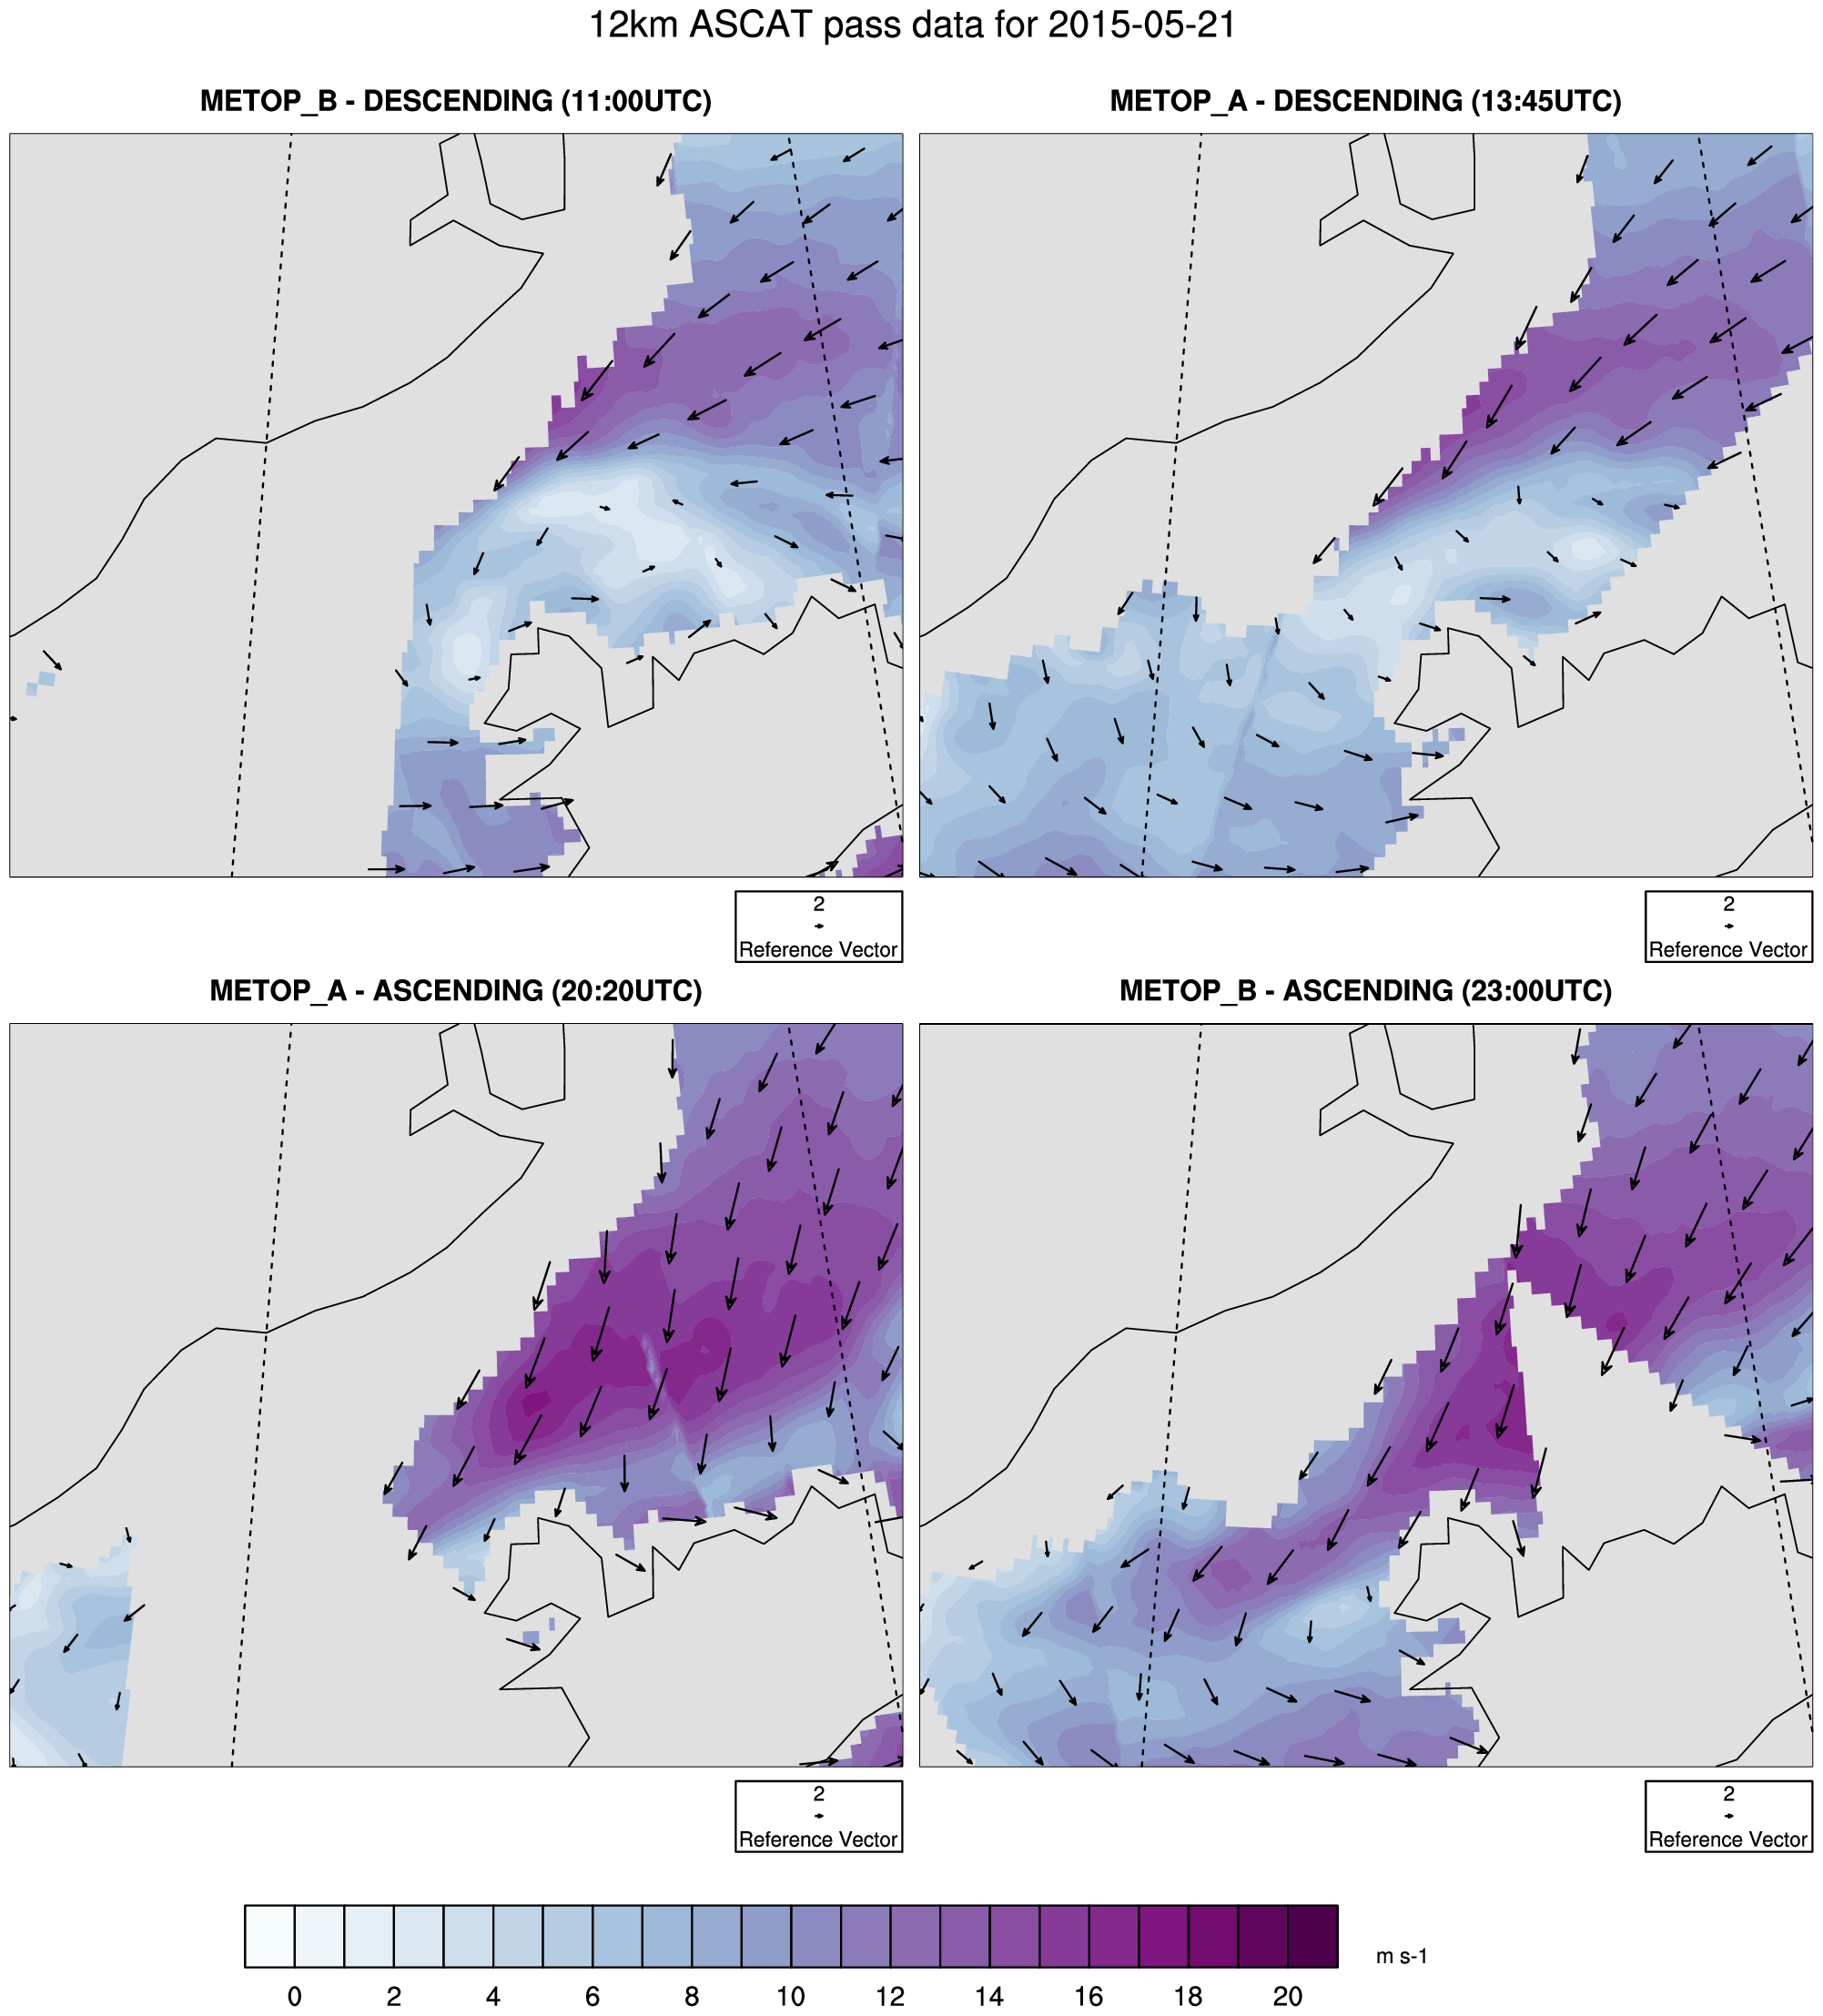 12km ASCAT pass data for 2015-05-21
METOP_B - DESCENDING (11:00UTC)
METOP_A - DESCENDING (13:45UTC)
2
Reference Vector
2
Reference Vector
METOP_A - ASCENDING (20:20UTC)
METOP_B - ASCENDING (23:00UTC)
2
Reference Vector
2
Reference Vector
m s-1
0 2 4 6 8 10 12 14 16 18 20